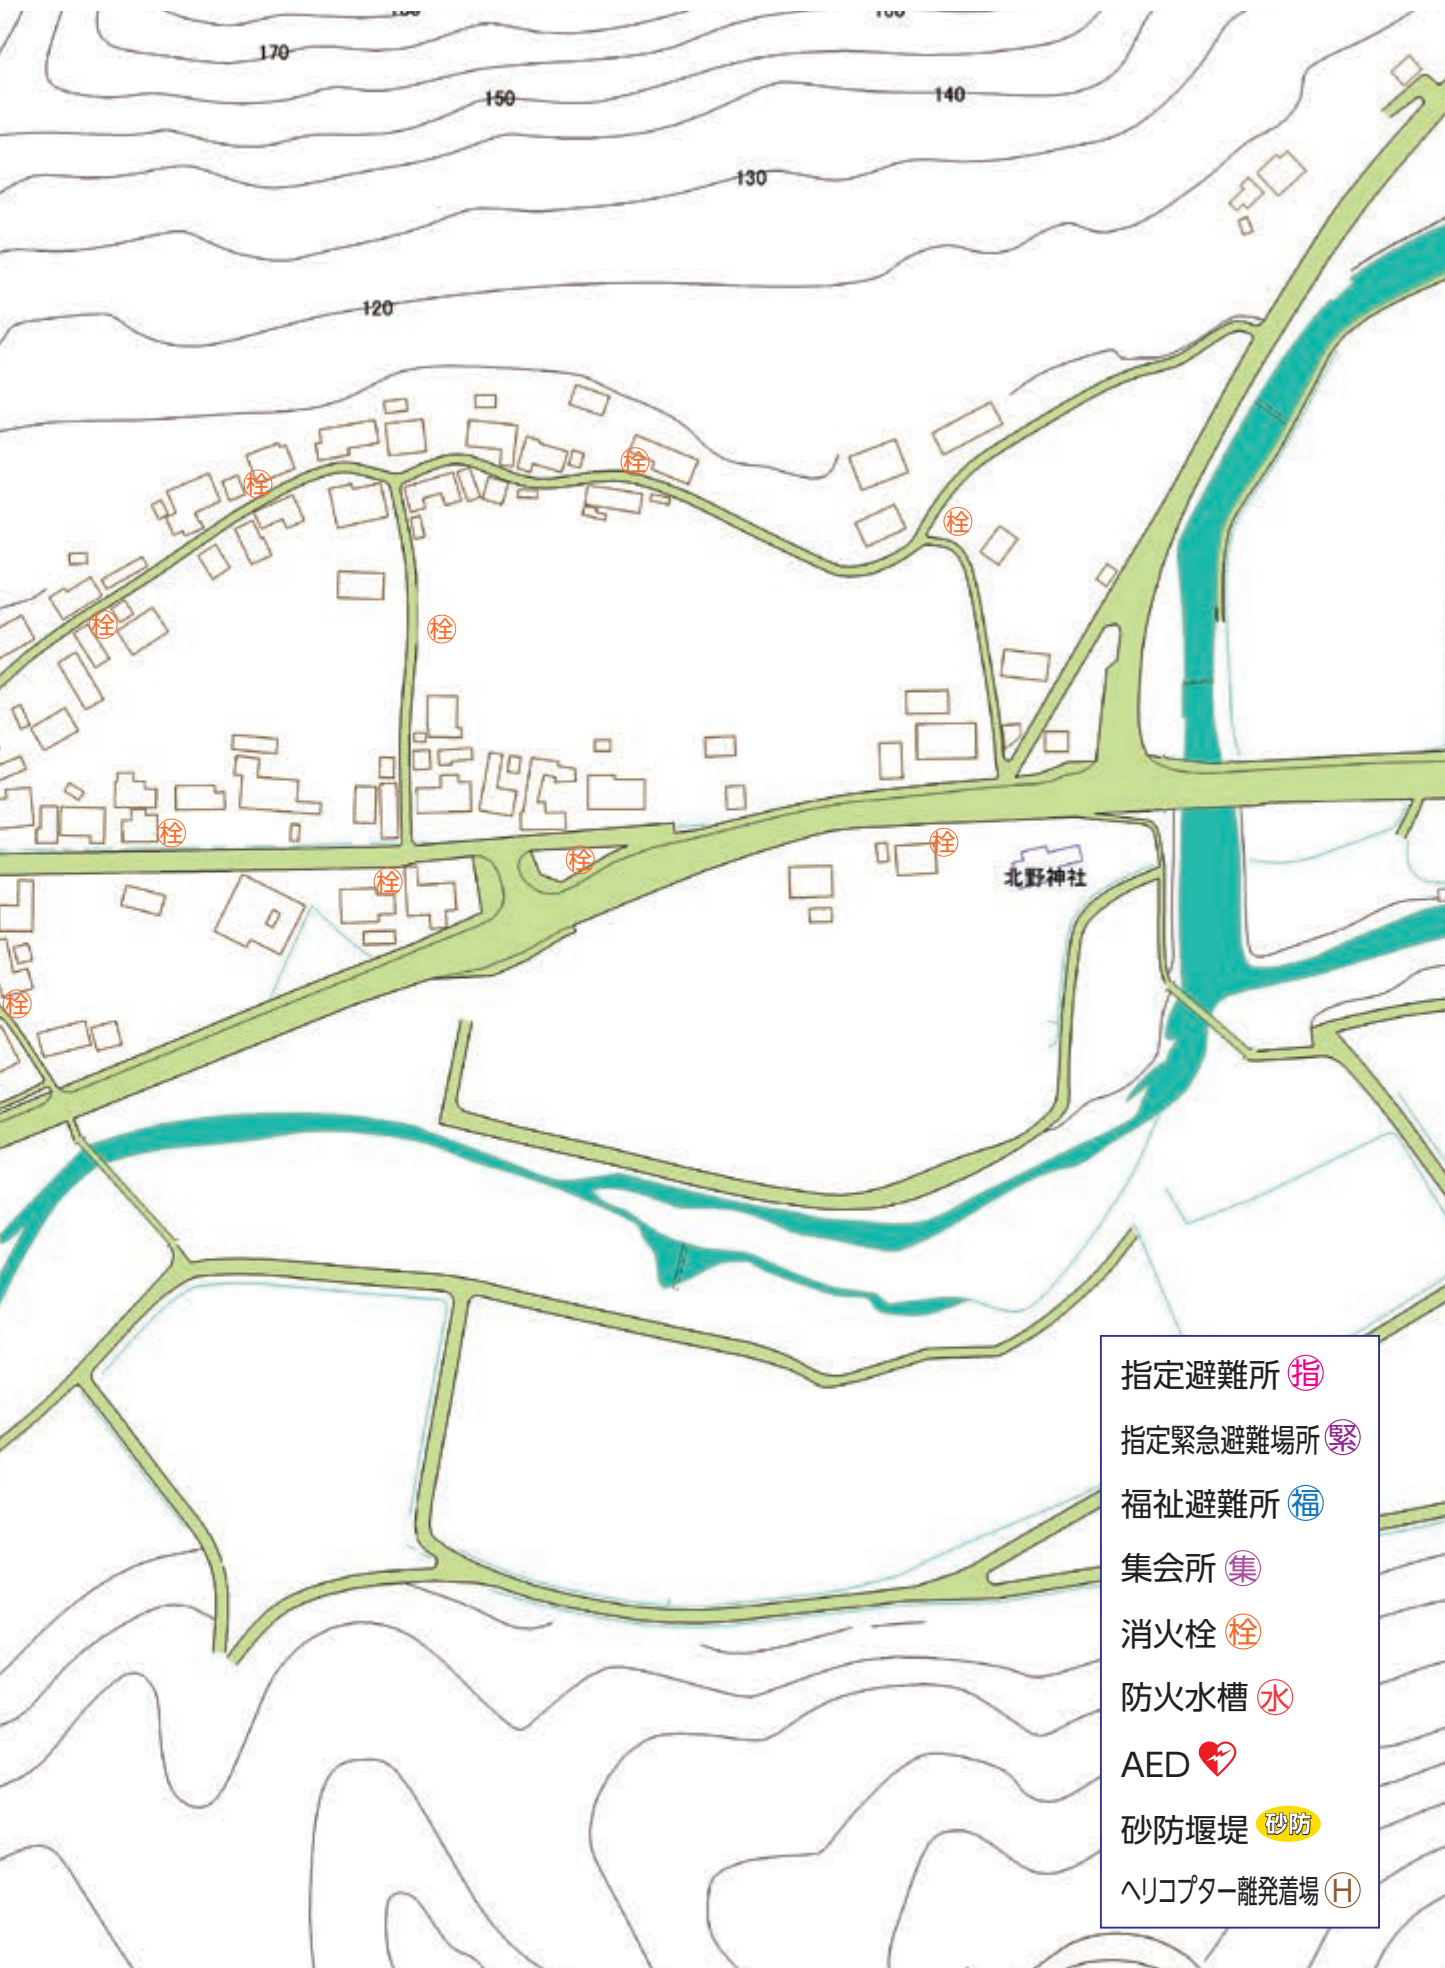 170
150
140
130
120
栓
栓
栓
栓
栓
栓
栓
栓
栓
北野神社
栓
指定避難所 指
指定緊急避難場所 緊
福祉避難所 福
集会所 集
消火栓 栓
防火水槽 水
AED
砂防堰堤 砂防
ヘリコプター離発着場 H